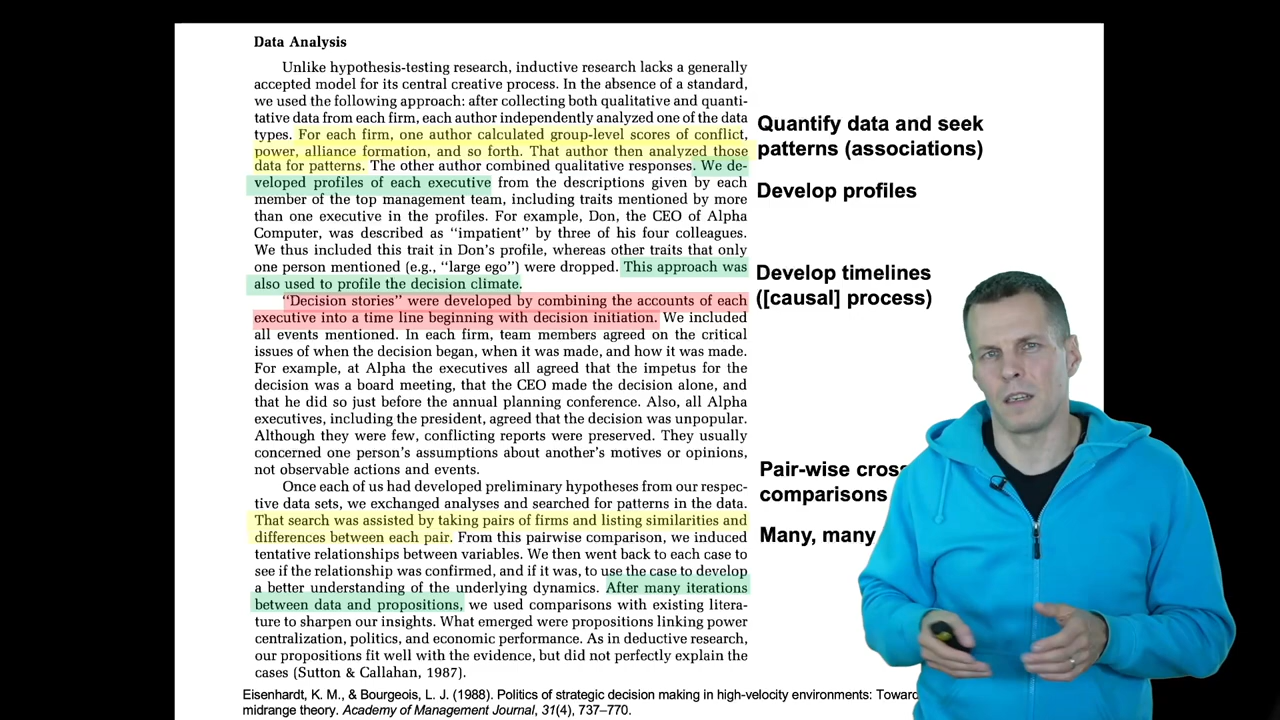 Data Analysis
Unlike hypothesis-testing research, inductive research lacks a generally
accepted model for its central creative process. In the absence of a standard,
we used the following approach: after collecting both qualitative and quanti-
tative data from each firm, each author independently analyzed one of the data
types. For each firm, one author calculated group-level scores of conflict,
power, alliance formation, and so forth. That author then analyzed those
data for patterns. The other author combined qualitative responses. We de-
veloped profiles of each executive from the descriptions given by each
member of the top management team, including traits mentioned by more
than one executive in the profiles. For example, Don, the CEO of Alpha
Computer, was described as "impatient" by three of his four colleagues.
We thus included this trait in Don's profile, whereas other traits that only
one person mentioned (e.g., "large ego") were dropped. This approach was
also used to profile the decision climate.
"Decision stories" were developed by combining the accounts of each
executive into a time line beginning with decision initiation. We included
all events mentioned. In each firm, team members agreed on the critical
issues of when the decision began, when it was made, and how it was made.
For example, at Alpha the executives all agreed that the impetus for the
decision was a board meeting, that the CEO made the decision alone, and
that he did so just before the annual planning conference. Also, all Alpha
executives, including the president, agreed that the decision was unpopular.
Although they were few, conflicting reports were preserved. They usually
concerned one person's assumptions about another's motives or opinions,
not observable actions and events.
Once each of us had developed preliminary hypotheses from our respec-
tive data sets, we exchanged analyses and searched for patterns in the data.
That search was assisted by taking pairs of firms and listing similarities and
differences between each pair. From this pairwise comparison, we induced
tentative relationships between variables. We then went back to each case to
see if the relationship was confirmed, and if it was, to use the case to develop
a better understanding of the underlying dynamics. After many iterations
between data and propositions, we used comparisons with existing litera-
ture to sharpen our insights. What emerged were propositions linking power
centralization, politics, and economic performance. As in deductive research,
our propositions fit well with the evidence, but did not perfectly explain the
cases (Sutton & Callahan, 1987).
Quantify data and seek
patterns (associations)
Develop profiles
Develop timelines
([causal] process)
Pair-wise
comparisons
Many, many
Eisenhardt, K. M., & Bourgeois, L. J. (1988). Politics of strategic decision making in high-velocity environments: Toward
midrange theory. Academy of Management Journal, 31(4), 737–770.